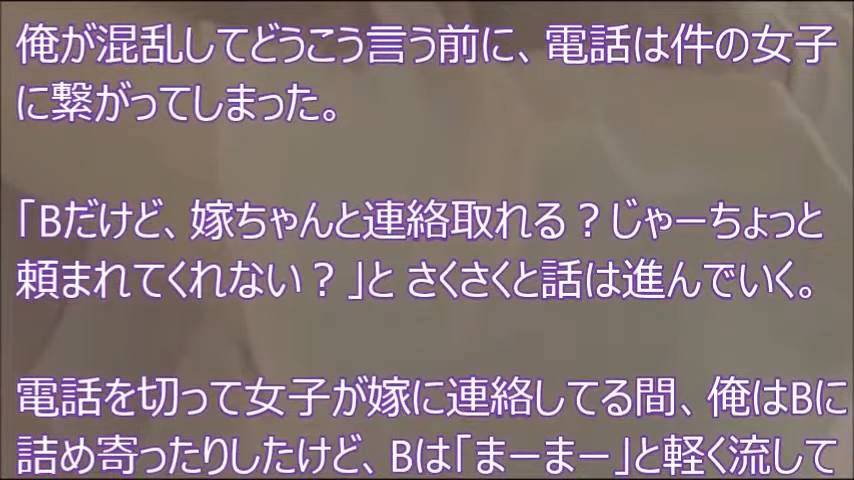 俺が混乱してどうこう言う前に、電話は件の女子
に繋がってしまった。
「Bだけど、嫁ちゃんと連絡取れる？じゃーちょっと
頼まれてくれない？」と さくさくと話は進んでいく。
電話を切って女子が嫁に連絡してる間、俺はBに
詰め寄ったりしたけど、Bは「まーまー」と軽く流して